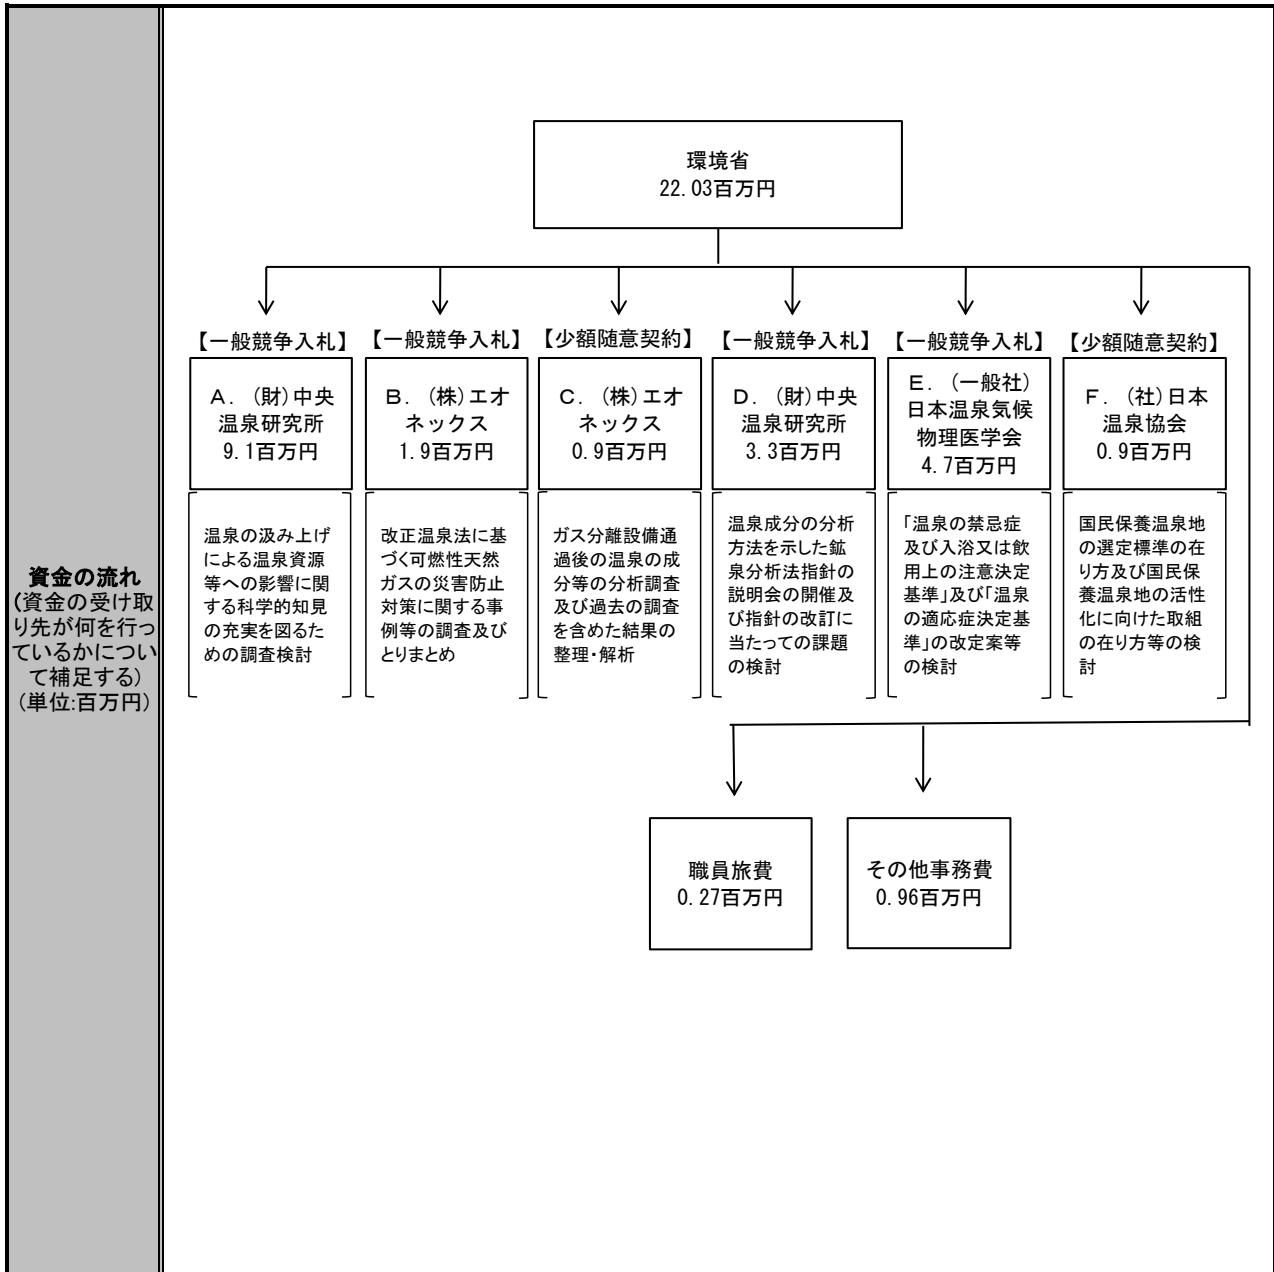 資金の流れ
(資金の受け取
り先が何を行っ
ているかについ
て補足する)
(単位:百万円)
環境省
22.03百万円
【一般競争入札】
【一般競争入札】
【少額随意契約】
【一般競争入札】
【一般競争入札】
【少額随意契約】
A．(財)中央
温泉研究所
9.1百万円
B．(株)エオ
ネックス
1.9百万円
C．(株)エオ
ネックス
0.9百万円
D．(財)中央
温泉研究所
3.3百万円
E．(一般社)
日本温泉気候
物理医学会
4.7百万円
F．(社)日本
温泉協会
0.9百万円
温泉の汲み上げ
による温泉資源
等への影響に関
する科学的知見
の充実を図るた
めの調査検討
改正温泉法に基
づく可燃性天然
ガスの災害防止
対策に関する事
例等の調査及び
とりまとめ
ガス分離設備通
過後の温泉の成
分等の分析調査
及び過去の調査
を含めた結果の
整理・解析
温泉成分の分析
方法を示した鉱
泉分析法指針の
説明会の開催及
び指針の改訂に
当たっての課題
の検討
「温泉の禁忌症
及び入浴又は飲
用上の注意決定
基準」及び「温泉
の適応症決定基
準」の改定案等
の検討
国民保養温泉地
の選定標準の在
り方及び国民保
養温泉地の活性
化に向けた取組
の在り方等の検
討
職員旅費
0.27百万円
その他事務費
0.96百万円